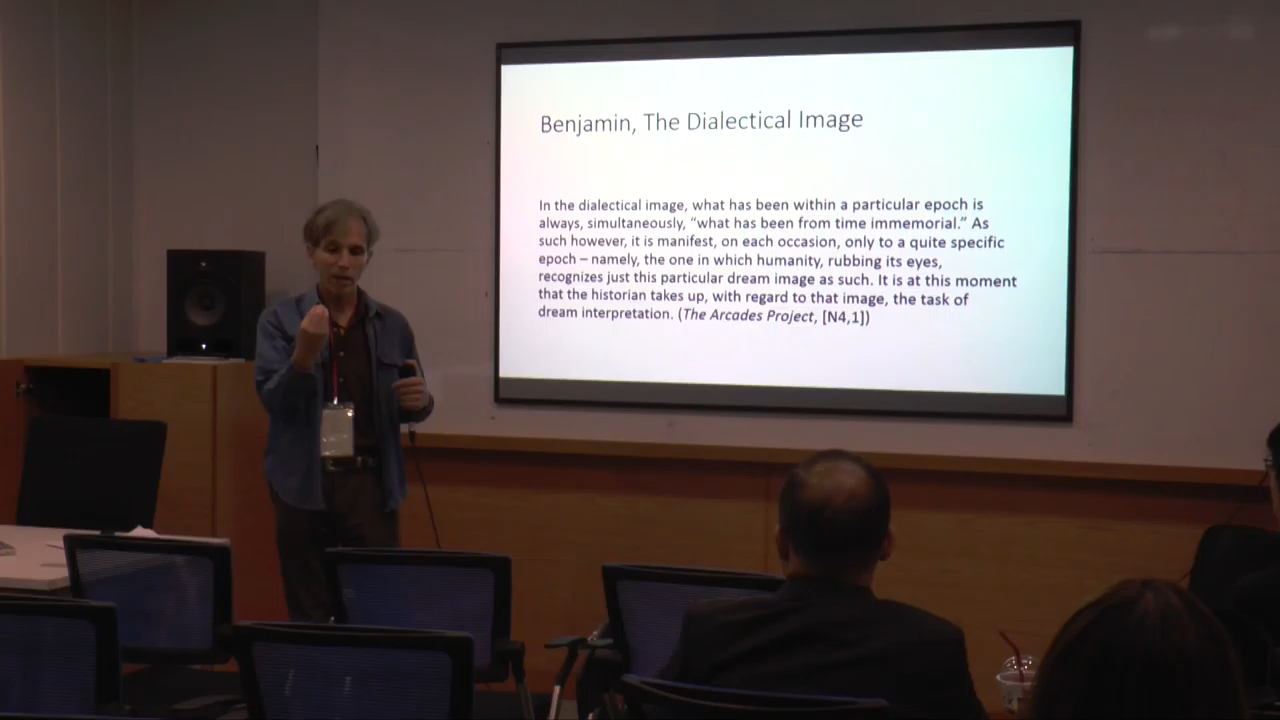 Benjamin, The Dialectical Image
In the dialectical image, what has been within a particular epoch is
always, simultaneously, “what has been from time immemorial.” As
such however, it is manifest, on each occasion, only to a quite specific
epoch – namely, the one in which humanity, rubbing its eyes,
recognizes just this particular dream image as such. It is at this moment
that the historian takes up, with regard to that image, the task of
dream interpretation. (The Arcades Project, [N4,1])